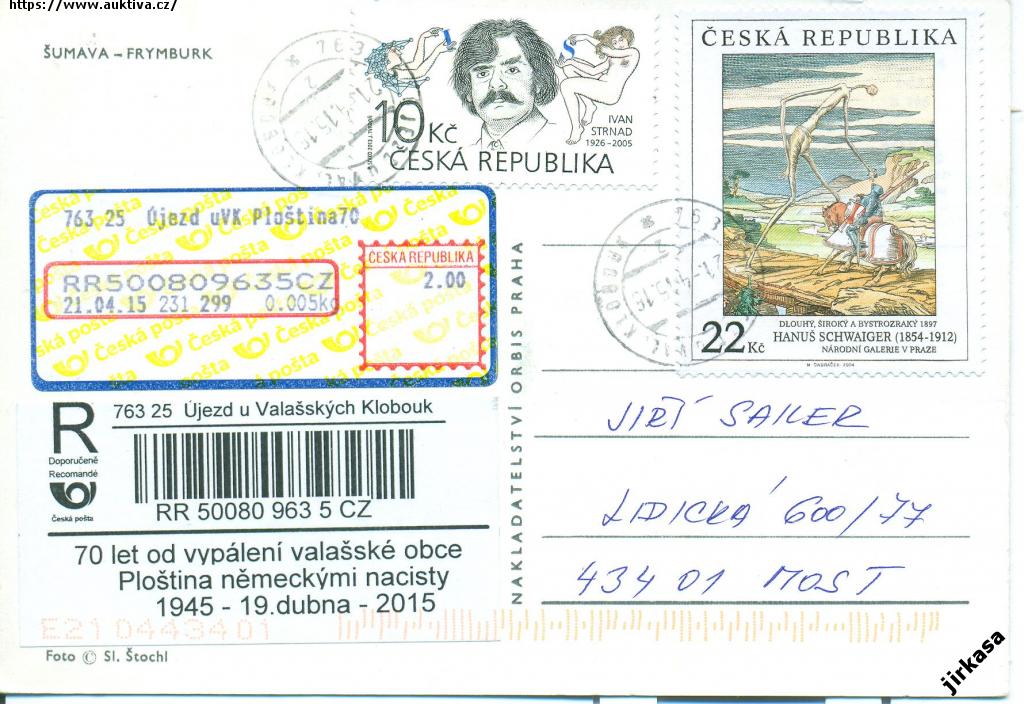 https://www.auktiva.cz/
ŠUMAVA – FRYMBURK
L S
IVAN
STRNAD
1926-2005
10 Kč
ČESKÁ REPUBLIKA
ČESKÁ REPUBLIKA
DLOUHÝ, ŠIROKÝ A BYSTROZRAKÝ 1897
22 Kč HANUŠ SCHWAIGER (1854-1912)
NÁRODNÍ GALERIE V PRAZE
763 25 Újezd uVK Ploština70
ČESKÁ REPUBLIKA
2.00
RR500809635CZ
21.04.15 231 299 0.005kg
Česká pošta
R
763 25 Újezd u Valašských Klobouk
Doporučeně
Recomandé
Česká pošta
RR 50080 963 5 CZ
70 let od vypálení valašské obce
Ploština německými nacisty
1945 - 19.dubna - 2015
E21 0443401
Foto © Sl. Štochl
NAKLADATELSTVÍ ORBIS PRAHA
JIŘÍ SAILER
LIDICKÁ 600/77
434 01 MOST
jirkasa